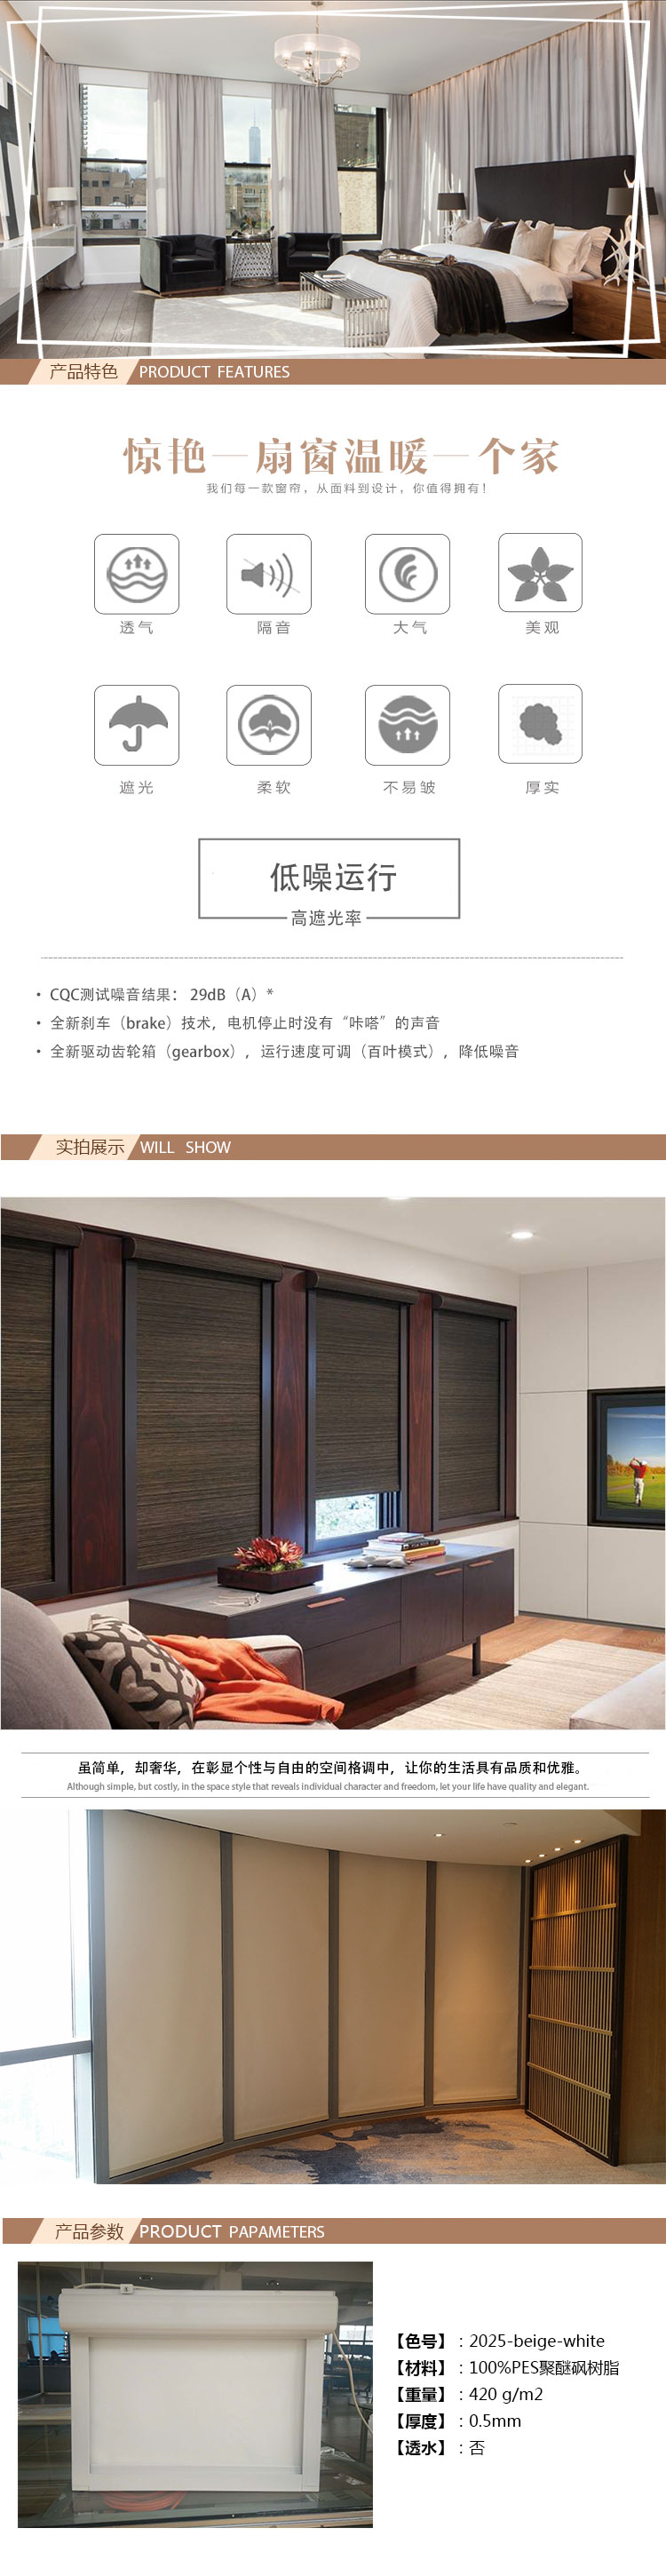 产品特色 PRODUCT FEATURES
惊艳一扇窗温暖一个家
我们每一款窗帘，从面料到设计，你值得拥有！
透气 隔音 大气 美观
遮光 柔软 不易皱 厚实
低噪运行
高遮光率
• CQC测试噪音结果： 29dB（A）*
• 全新刹车（brake）技术，电机停止时没有“咔嗒”的声音
• 全新驱动齿轮箱（gearbox），运行速度可调（百叶模式），降低噪音
实拍展示 WILL SHOW
虽简单，却奢华，在彰显个性与自由的空间格调中，让你的生活具有品质和优雅。
Although simple, but costly, in the space style that reveals individual character and freedom, let your life have quality and elegant.
产品参数 PRODUCT PAPAMETERS
【色号】：2025-beige-white
【材料】：100%PES聚醚砜树脂
【重量】：420 g/m2
【厚度】：0.5mm
【透水】：否